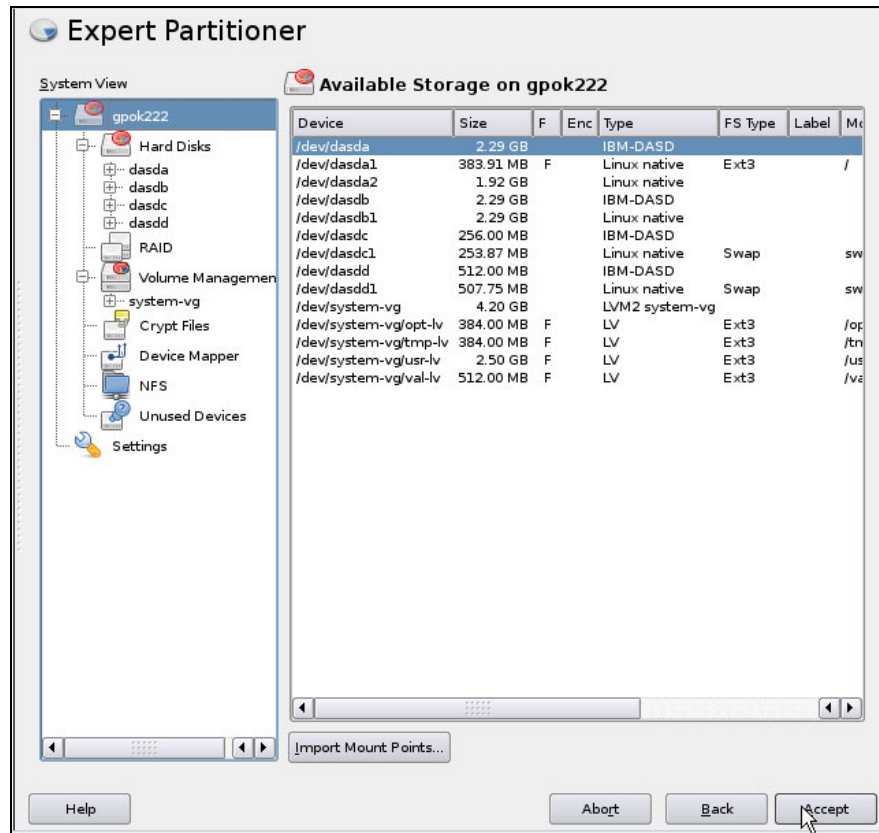 Expert Partitioner
System View
gpok222
Hard Disks
dasda
dasdb
dasdc
dasdd
RAID
Volume Managemen
system-vg
Crypt Files
Device Mapper
NFS
Unused Devices
Settings
Available Storage on gpok222
Device Size F Enc Type FS Type Label Mo
/dev/dasda 2.29 GB IBM-DASD
/dev/dasda1 383.91 MB F Linux native Ext3 /
/dev/dasda2 1.92 GB Linux native
/dev/dasdb 2.29 GB IBM-DASD
/dev/dasdb1 2.29 GB Linux native
/dev/dasdc 256.00 MB IBM-DASD
/dev/dasdc1 253.87 MB Linux native Swap sw
/dev/dasdd 512.00 MB IBM-DASD
/dev/dasdd1 507.75 MB Linux native Swap sw
/dev/system-vg 4.20 GB LVM2 system-vg
/dev/system-vg/opt-lv 384.00 MB F LV Ext3 /op
/dev/system-vg/tmp-lv 384.00 MB F LV Ext3 /tn
/dev/system-vg/usr-lv 2.50 GB F LV Ext3 /us
/dev/system-vg/val-lv 512.00 MB F LV Ext3 /va
Import Mount Points...
Help Abort Back Accept